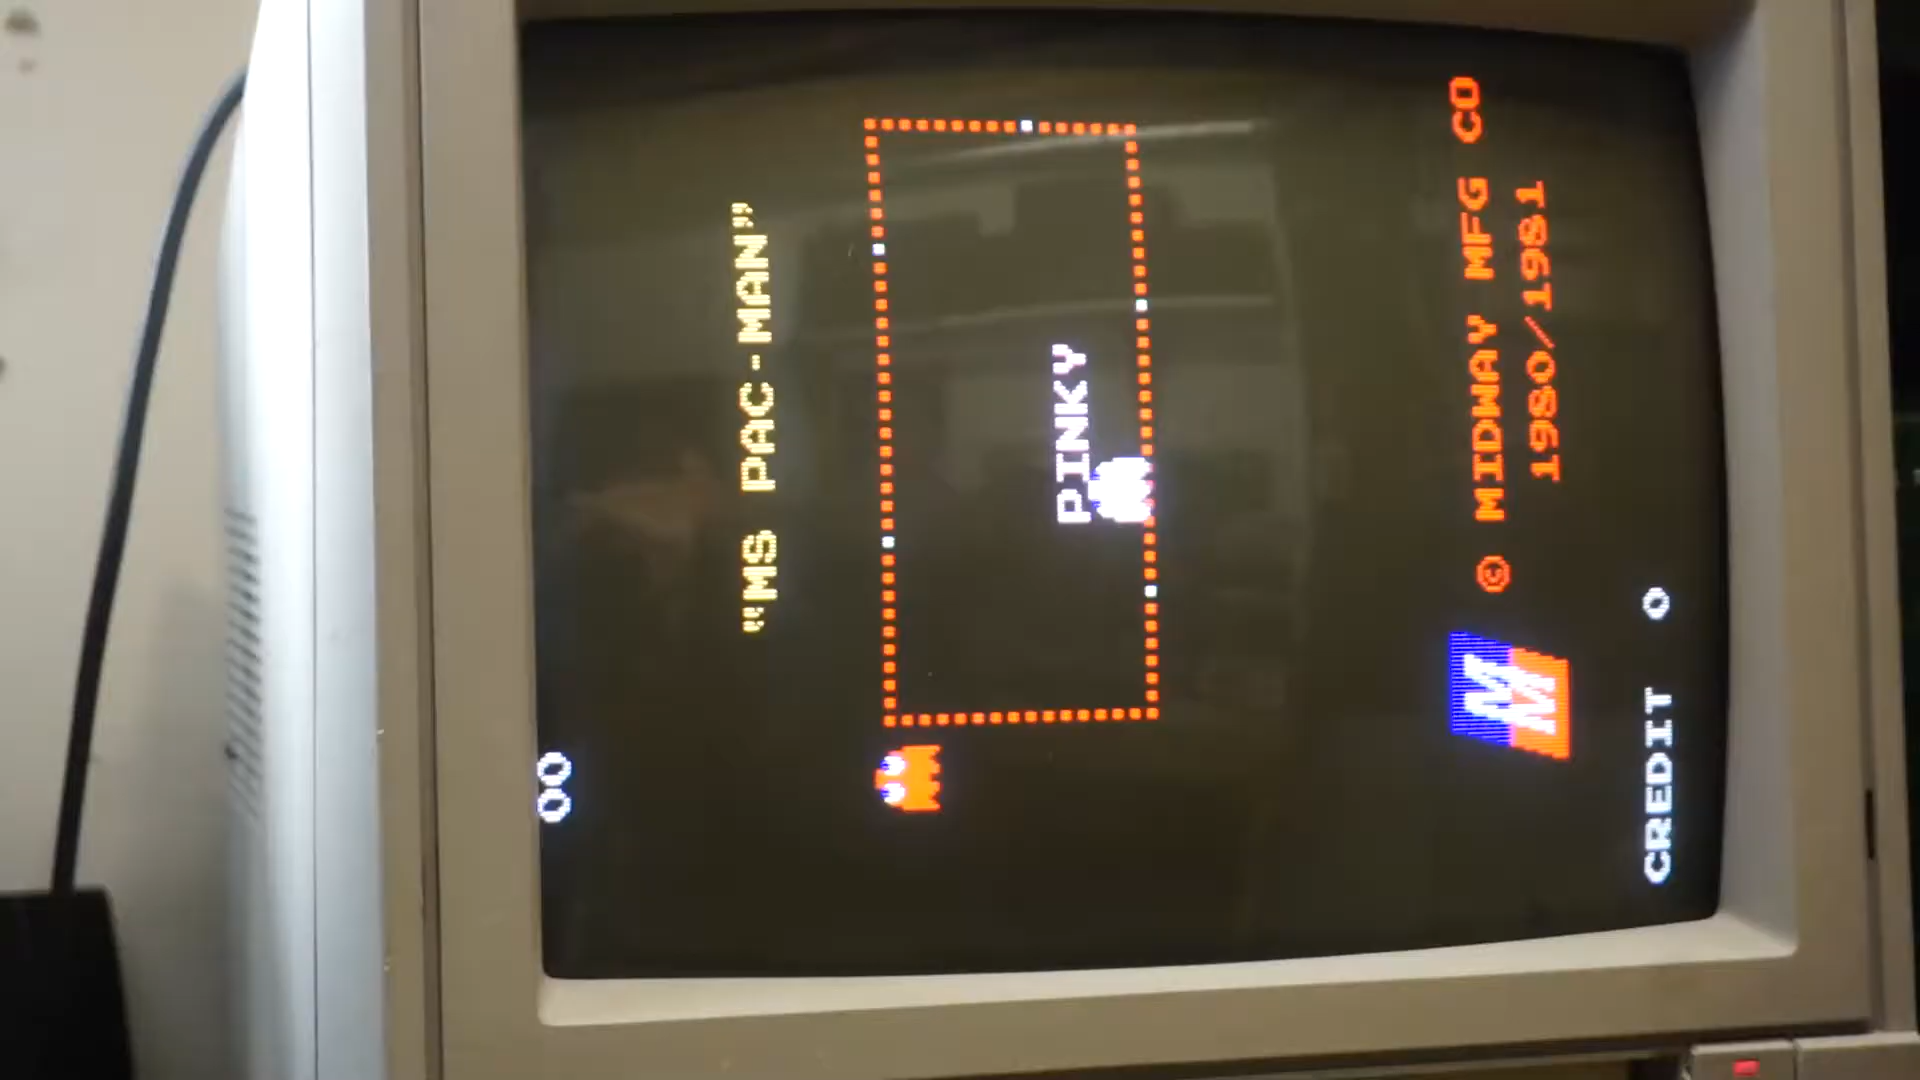 00
"MS PAC-MAN"
PINKY
© MIDWAY MFG CO
1980/1981
CREDIT 0